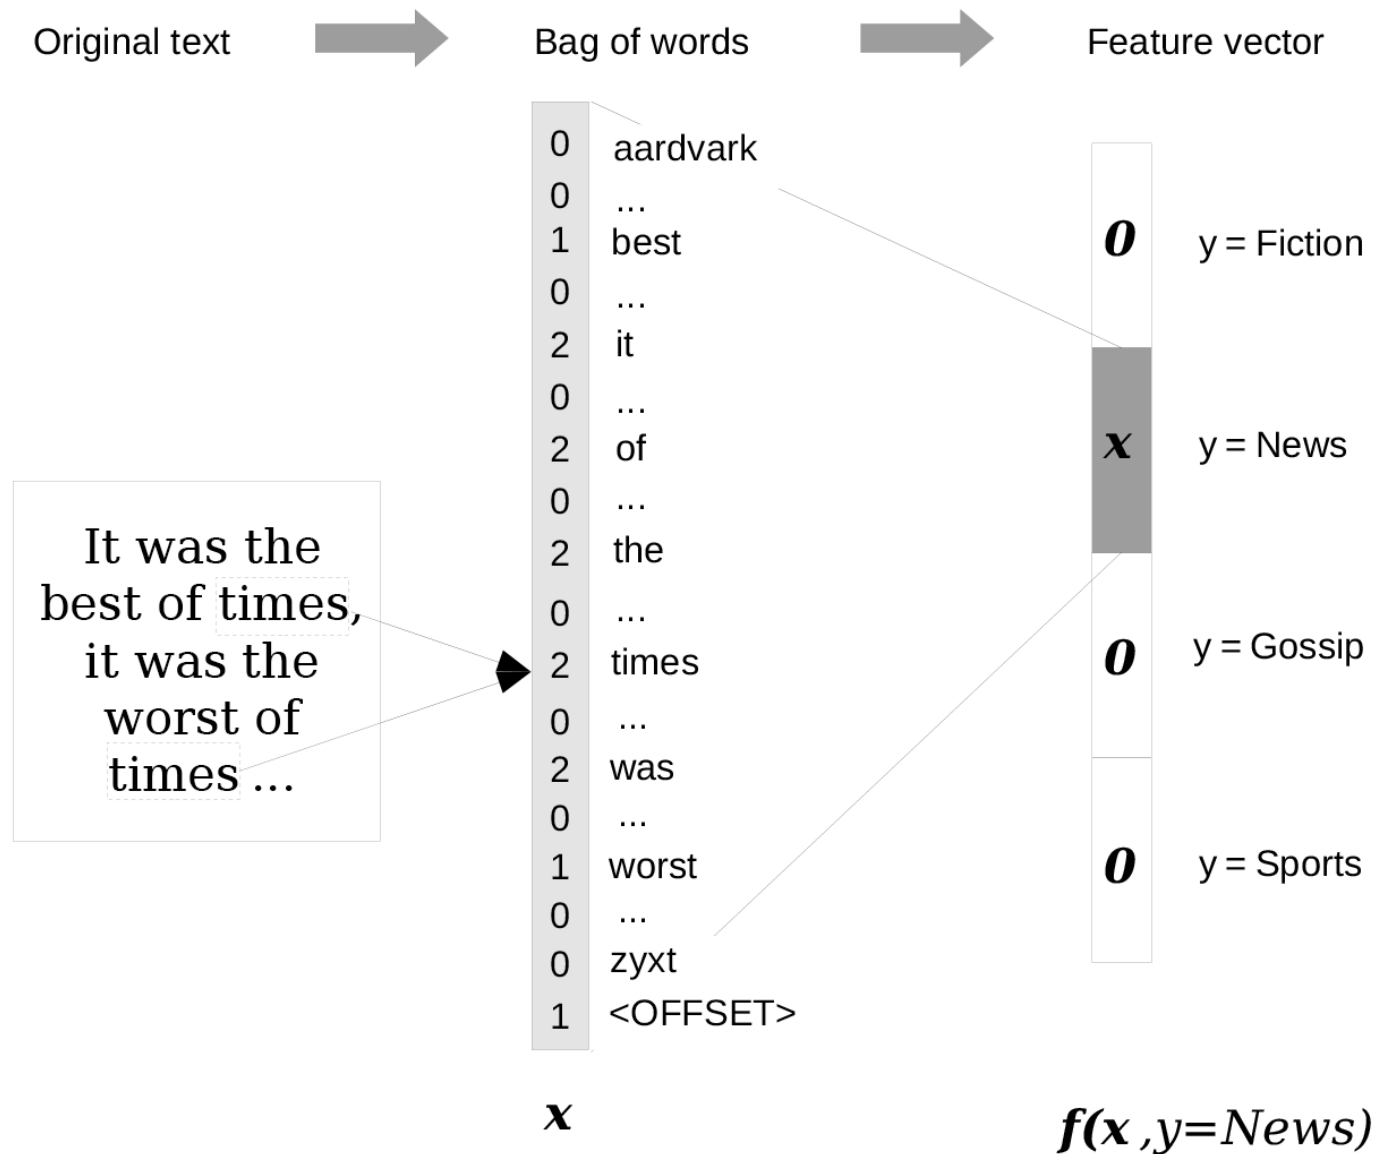 Original text
Bag of words
Feature vector
It was the
best of times,
it was the
worst of
times ...
0 aardvark
0 ...
1 best
0 ...
2 it
0 ...
2 of
0 ...
2 the
0 ...
2 times
0 ...
2 was
0 ...
1 worst
0 ...
0 zyxt
1 <OFFSET>
x
0 y = Fiction
x y = News
0 y = Gossip
0 y = Sports
f(x ,y=News)